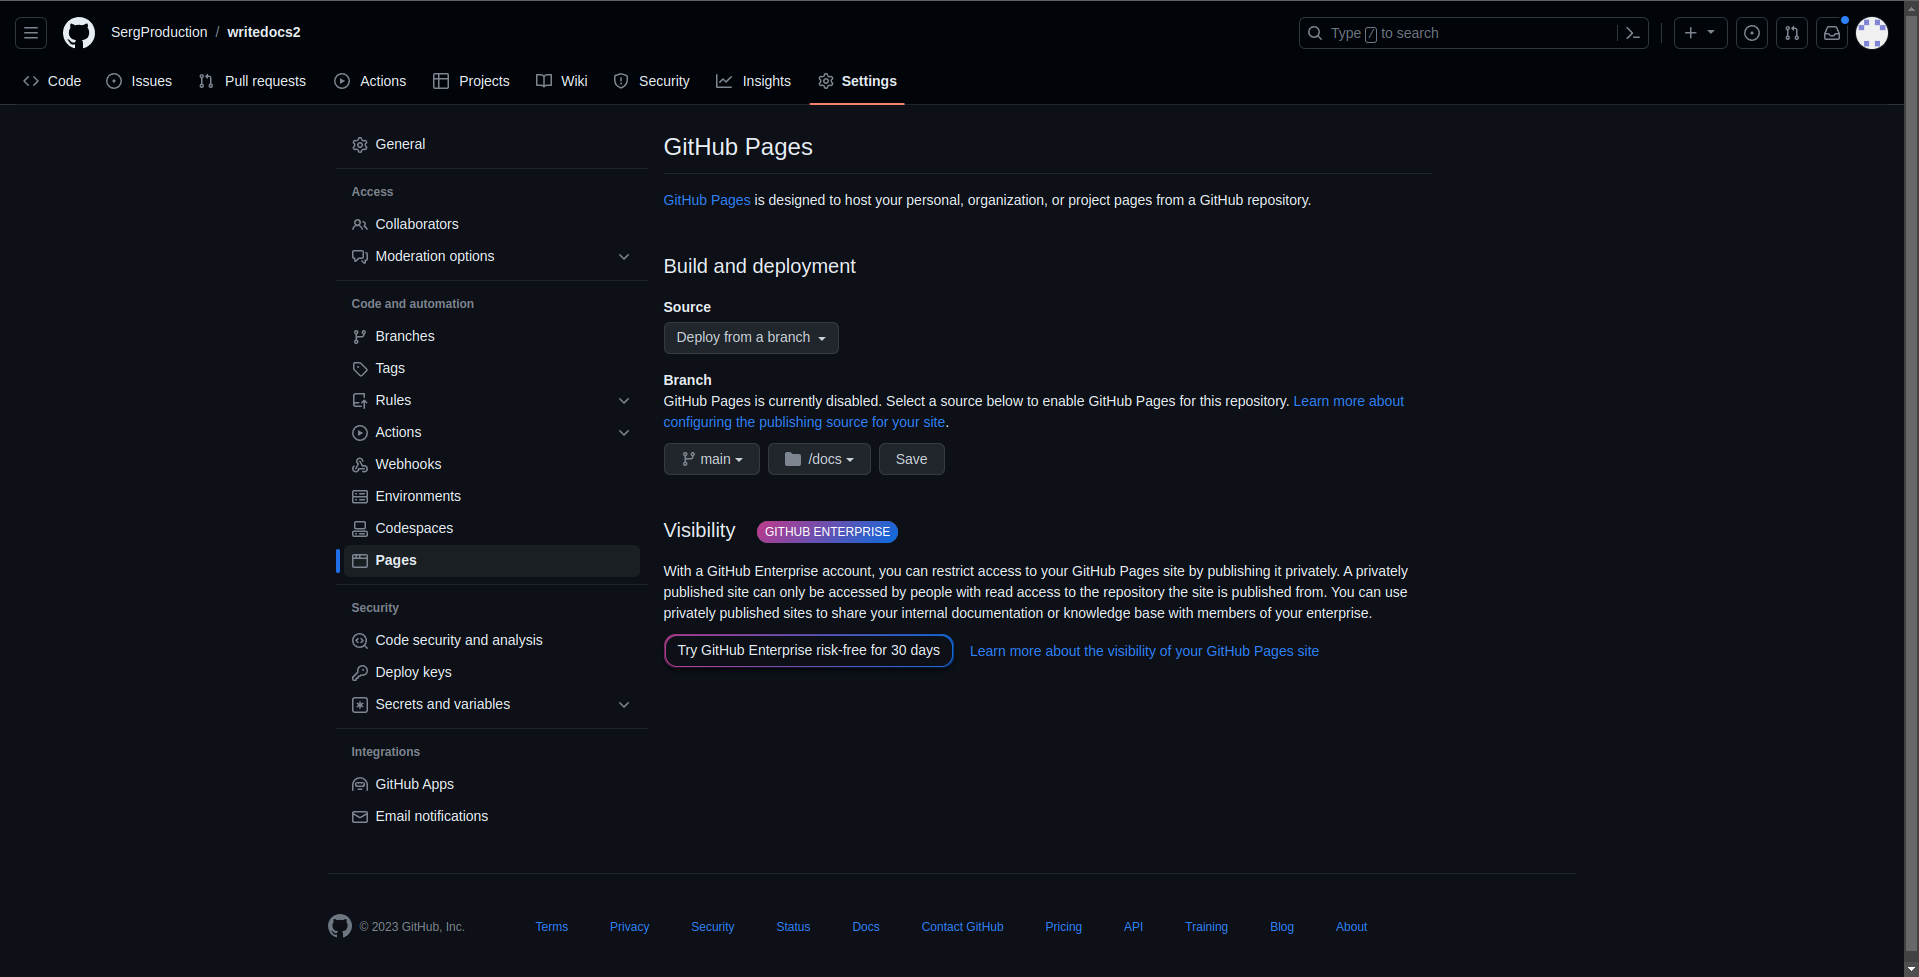 SergProduction / writedocs2
Type / to search
Code Issues Pull requests Actions Projects Wiki Security Insights Settings
General
Access
Collaborators
Moderation options
Code and automation
Branches
Tags
Rules
Actions
Webhooks
Environments
Codespaces
Pages
Security
Code security and analysis
Deploy keys
Secrets and variables
Integrations
GitHub Apps
Email notifications
GitHub Pages
GitHub Pages is designed to host your personal, organization, or project pages from a GitHub repository.
Build and deployment
Source
Deploy from a branch
Branch
GitHub Pages is currently disabled. Select a source below to enable GitHub Pages for this repository. Learn more about
configuring the publishing source for your site.
main /docs Save
Visibility GITHUB ENTERPRISE
With a GitHub Enterprise account, you can restrict access to your GitHub Pages site by publishing it privately. A privately
published site can only be accessed by people with read access to the repository the site is published from. You can use
privately published sites to share your internal documentation or knowledge base with members of your enterprise.
Try GitHub Enterprise risk-free for 30 days Learn more about the visibility of your GitHub Pages site
© 2023 GitHub, Inc. Terms Privacy Security Status Docs Contact GitHub Pricing API Training Blog About